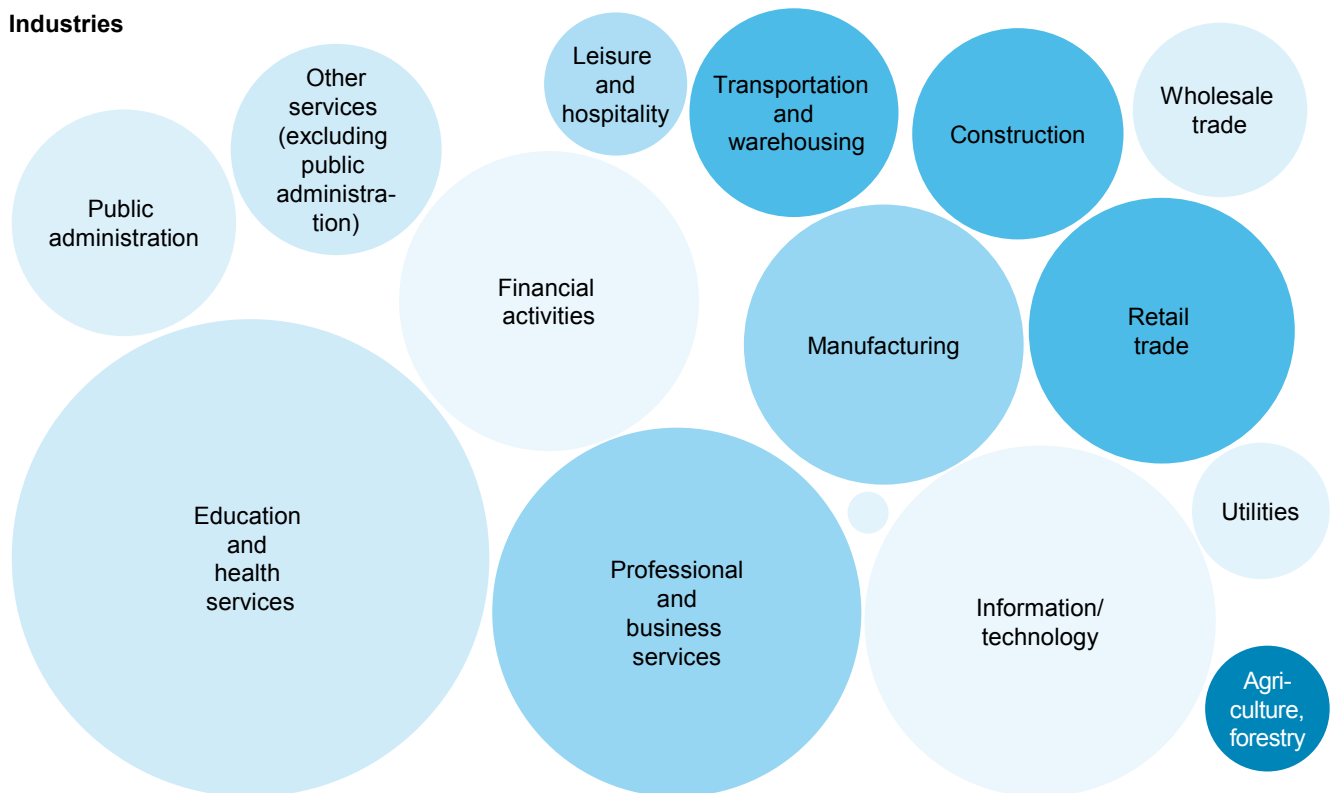 Industries
Public
administration
Other
services
(excluding
public
administra-
tion)
Leisure
and
hospitality
Transportation
and
warehousing
Construction
Wholesale
trade
Financial
activities
Manufacturing
Retail
trade
Education
and
health
services
Professional
and
business
services
Information/
technology
Utilities
Agri-
culture,
forestry